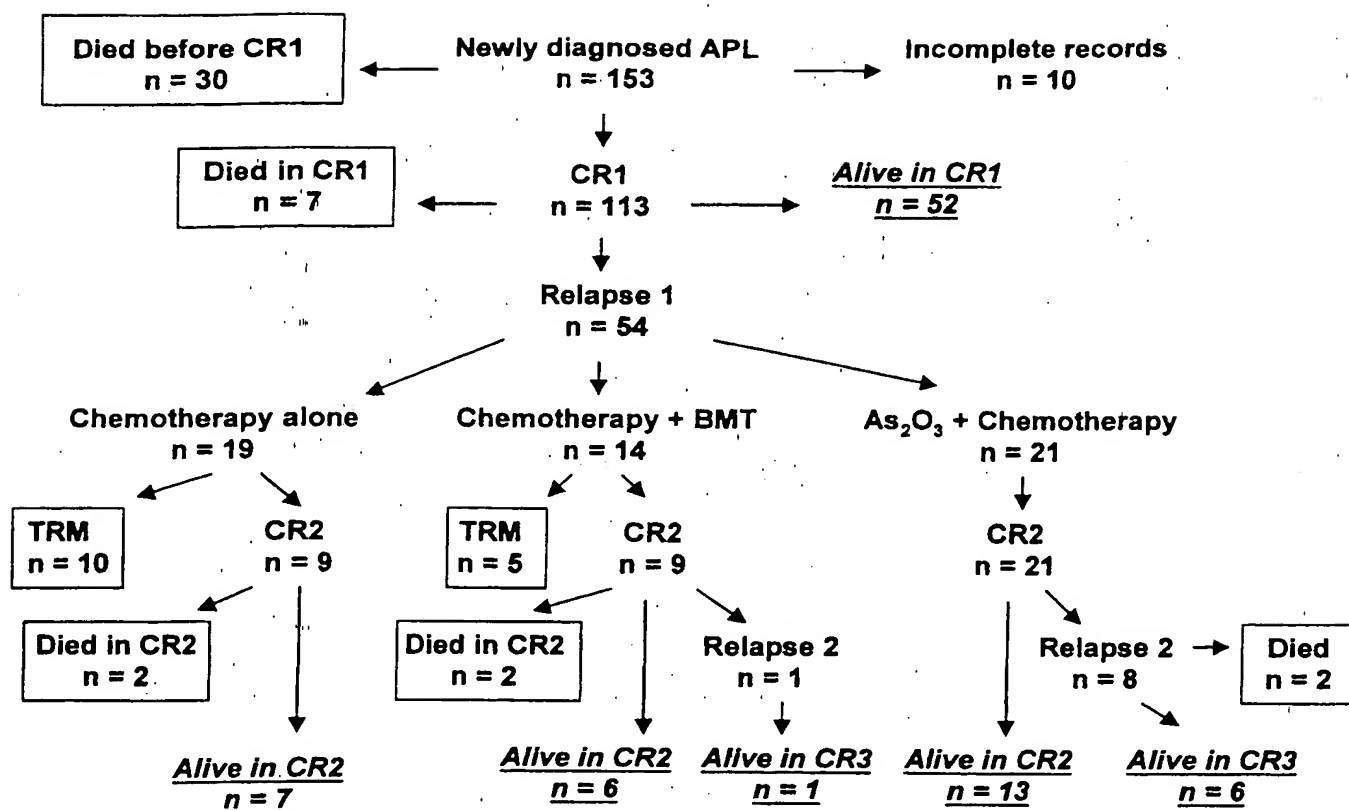 Died before CR1
n = 30
Newly diagnosed APL
n = 153
Incomplete records
n = 10
Died in CR1
n = 7
CR1
n = 113
Alive in CR1
n = 52
Relapse 1
n = 54
Chemotherapy alone
n = 19
Chemotherapy + BMT
n = 14
As₂O₃ + Chemotherapy
n = 21
TRM
n = 10
CR2
n = 9
TRM
n = 5
CR2
n = 9
CR2
n = 21
Died in CR2
n = 2
Died in CR2
n = 2
Relapse 2
n = 1
Relapse 2
n = 8
Died
n = 2
Alive in CR2
n = 7
Alive in CR2
n = 6
Alive in CR3
n = 1
Alive in CR2
n = 13
Alive in CR3
n = 6